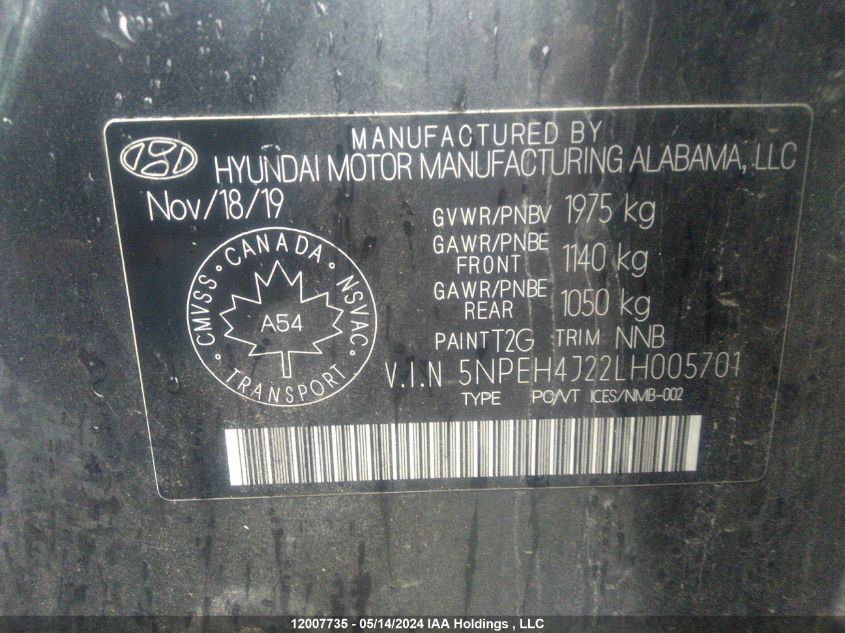 MANUFACTURED BY
HYUNDAI MOTOR MANUFACTURING ALABAMA, LLC
Nov/18/19
GVWR/PNBV 1975 kg
GAWR/PNBE FRONT 1140 kg
GAWR/PNBE REAR 1050 kg
PAINT T2G TRIM NNB
CMVSS · CANADA · NSVAC · TRANSPORT ·
A54
V.I.N 5NPEH4J22LH005701
TYPE PC/VT ICES/NMB-002
12007735 - 05/14/2024 IAA Holdings , LLC